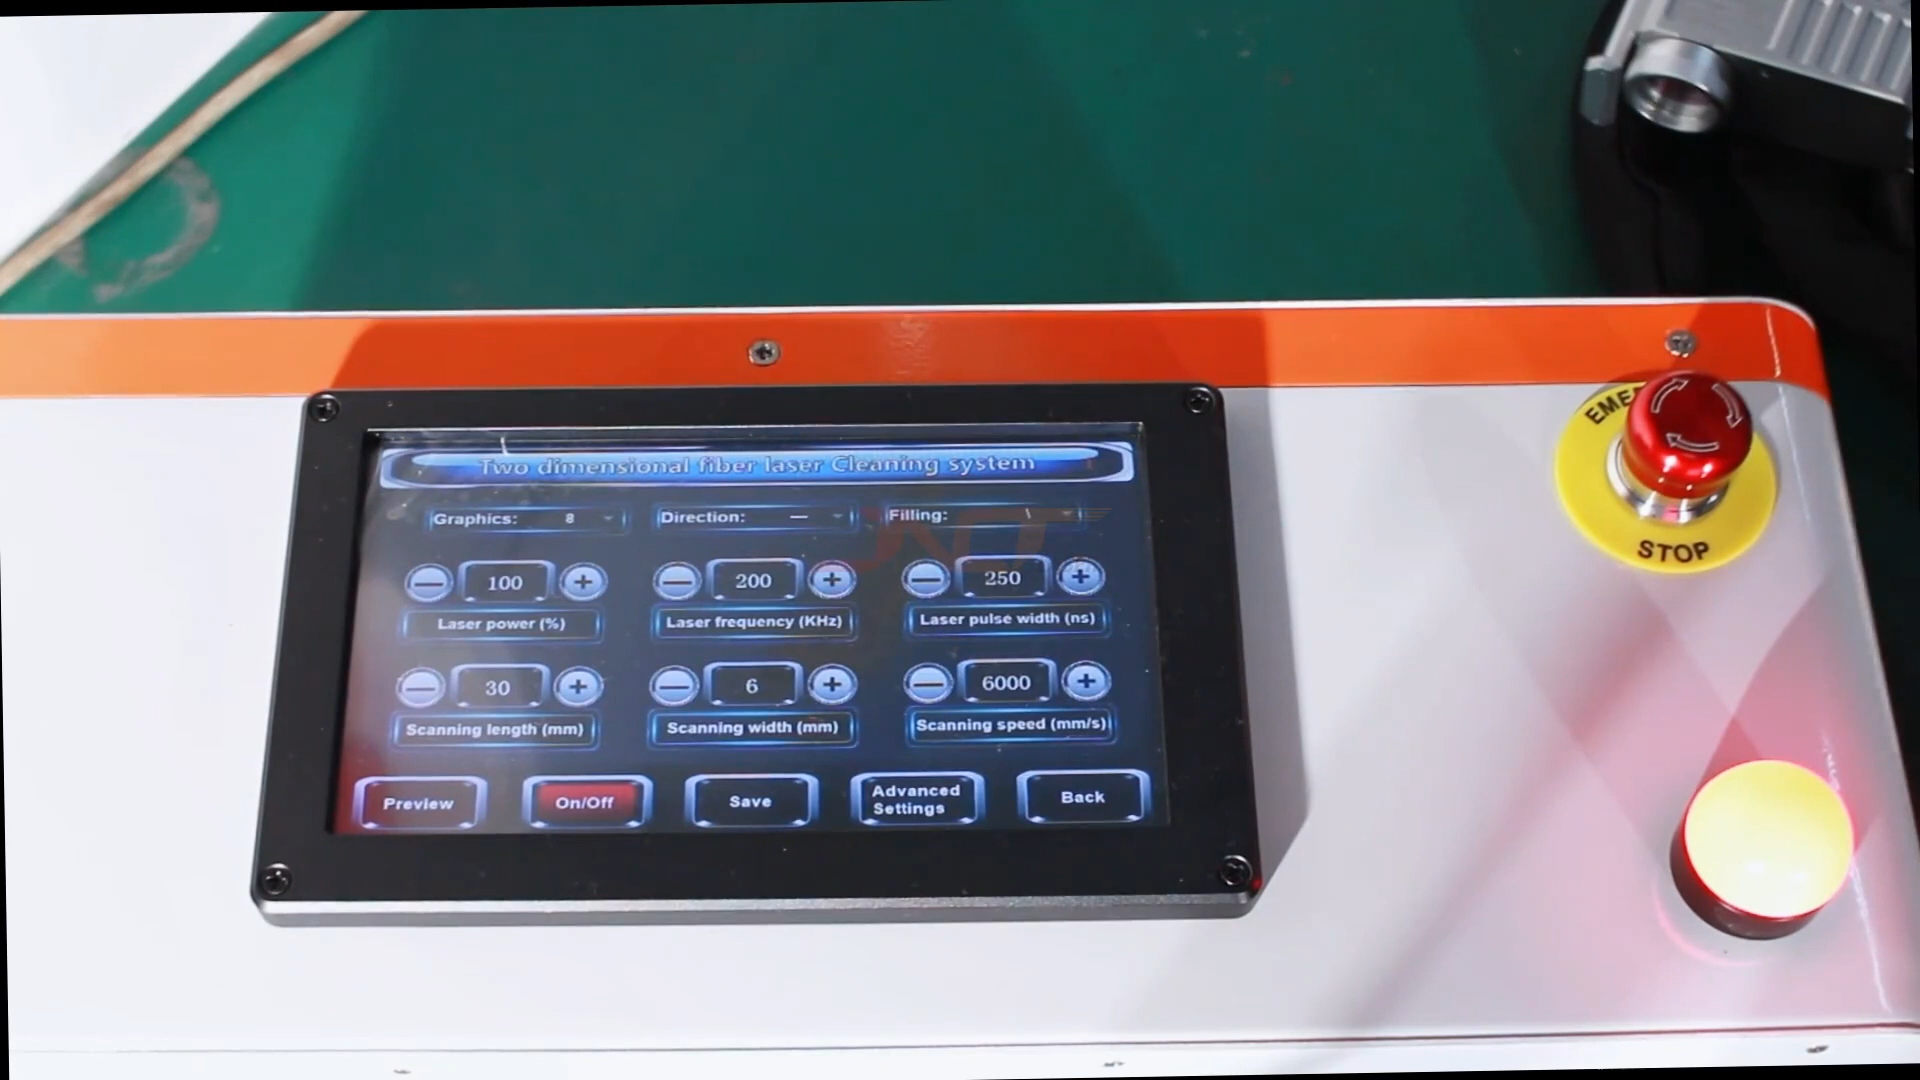 EMER
STOP
Two dimensional fiber laser Cleaning system
Graphics: 8 Direction: — Filling: \
100 200 250
Laser power (%) Laser frequency (KHz) Laser pulse width (ns)
30 6 6000
Scanning length (mm) Scanning width (mm) Scanning speed (mm/s)
Preview On/Off Save Advanced Settings Back